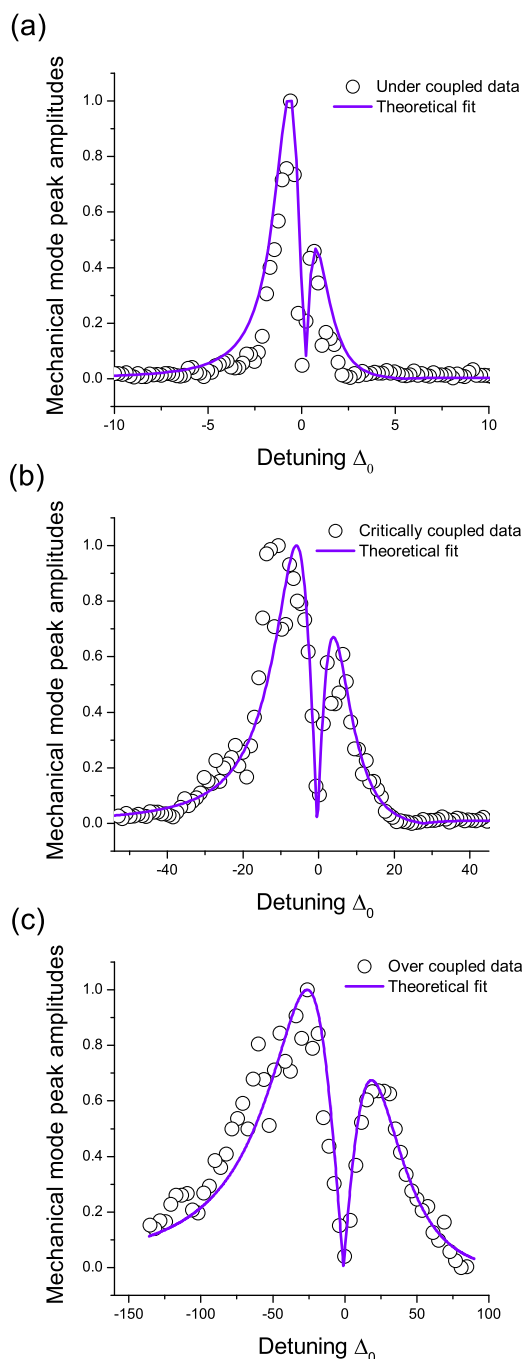 (a)
Mechanical mode peak amplitudes
1.0
0.8
0.6
0.4
0.2
0.0
Under coupled data
Theoretical fit
-10
-5
0
5
10
Detuning Δ₀
(b)
Mechanical mode peak amplitudes
1.0
0.8
0.6
0.4
0.2
0.0
Critically coupled data
Theoretical fit
-40
-20
0
20
40
Detuning Δ₀
(c)
Mechanical mode peak amplitudes
1.0
0.8
0.6
0.4
0.2
0.0
Over coupled data
Theoretical fit
-150
-100
-50
0
50
100
Detuning Δ₀